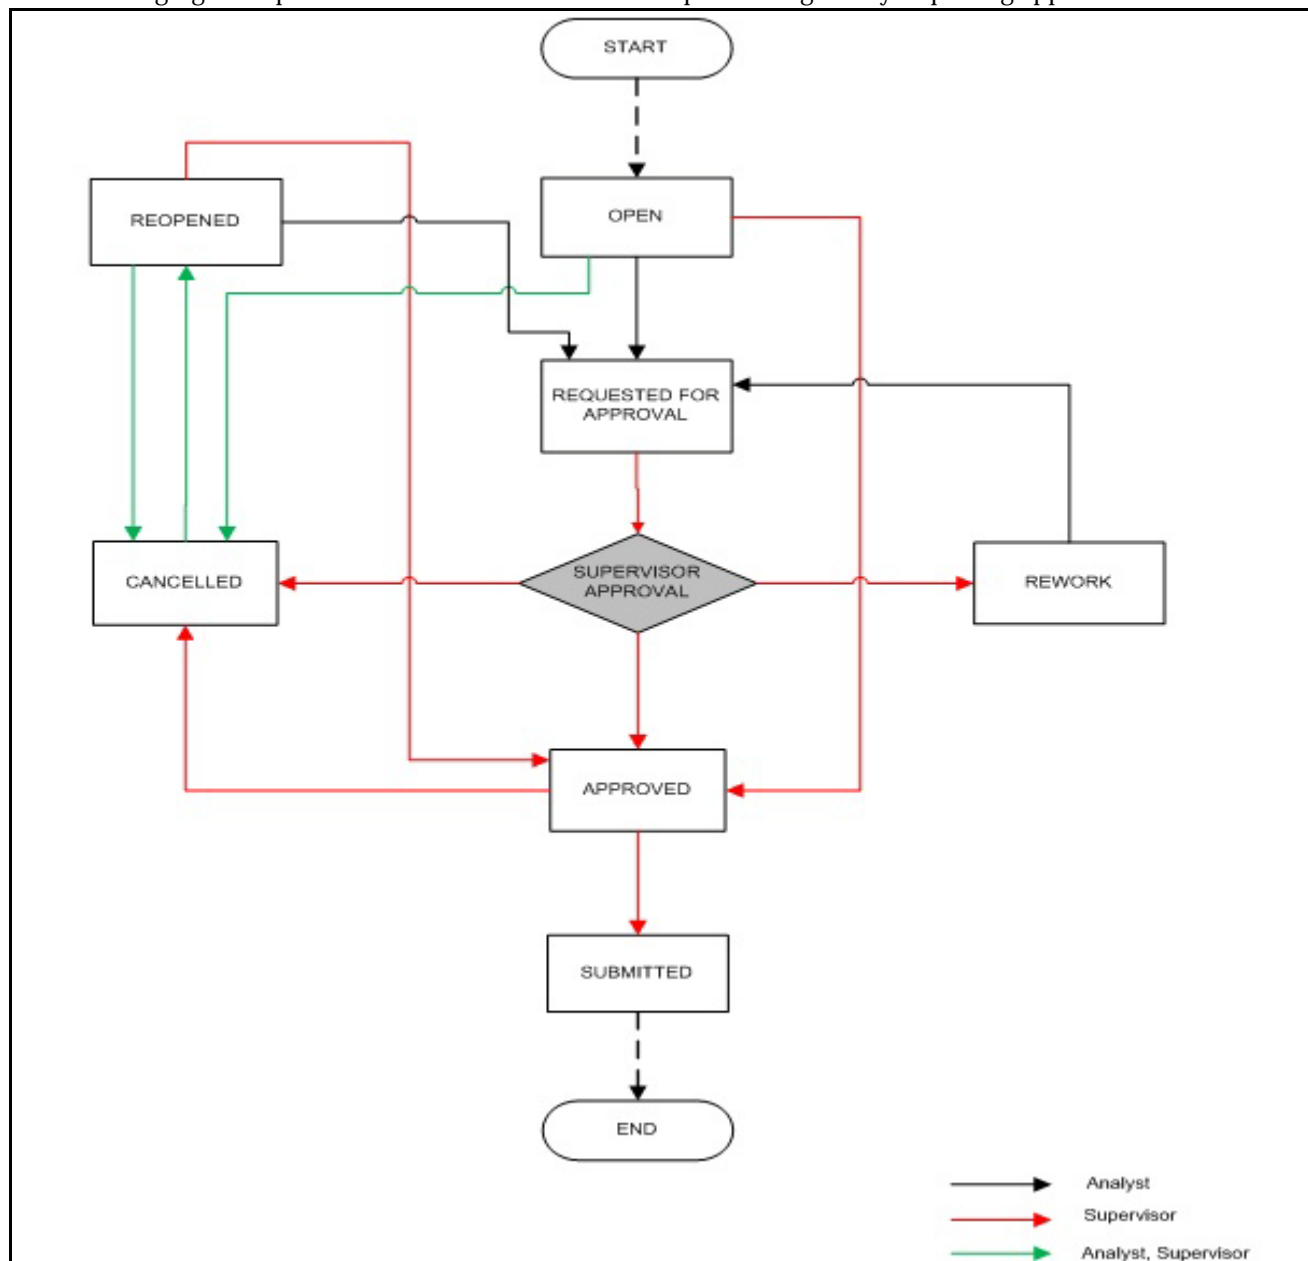 START
REOPENED
OPEN
REQUESTED FOR
APPROVAL
CANCELLED
SUPERVISOR
APPROVAL
REWORK
APPROVED
SUBMITTED
END
Analyst
Supervisor
Analyst, Supervisor